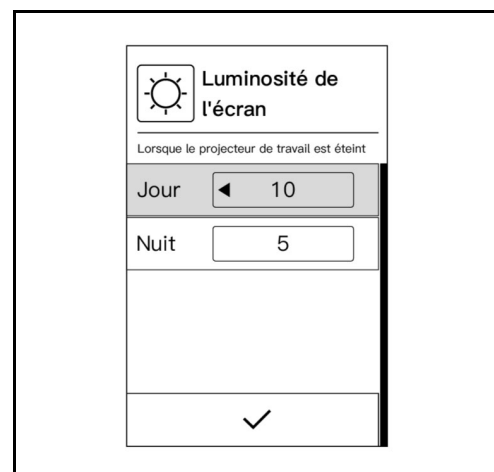 Luminosité de
l'écran
Lorsque le projecteur de travail est éteint
Jour ◀ 10
Nuit 5